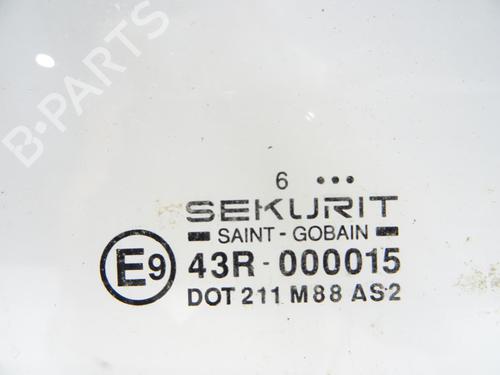 B-PARTS
6 •••
SEKURIT
SAINT - GOBAIN
E9 43R - 000015
DOT 211 M88 AS2